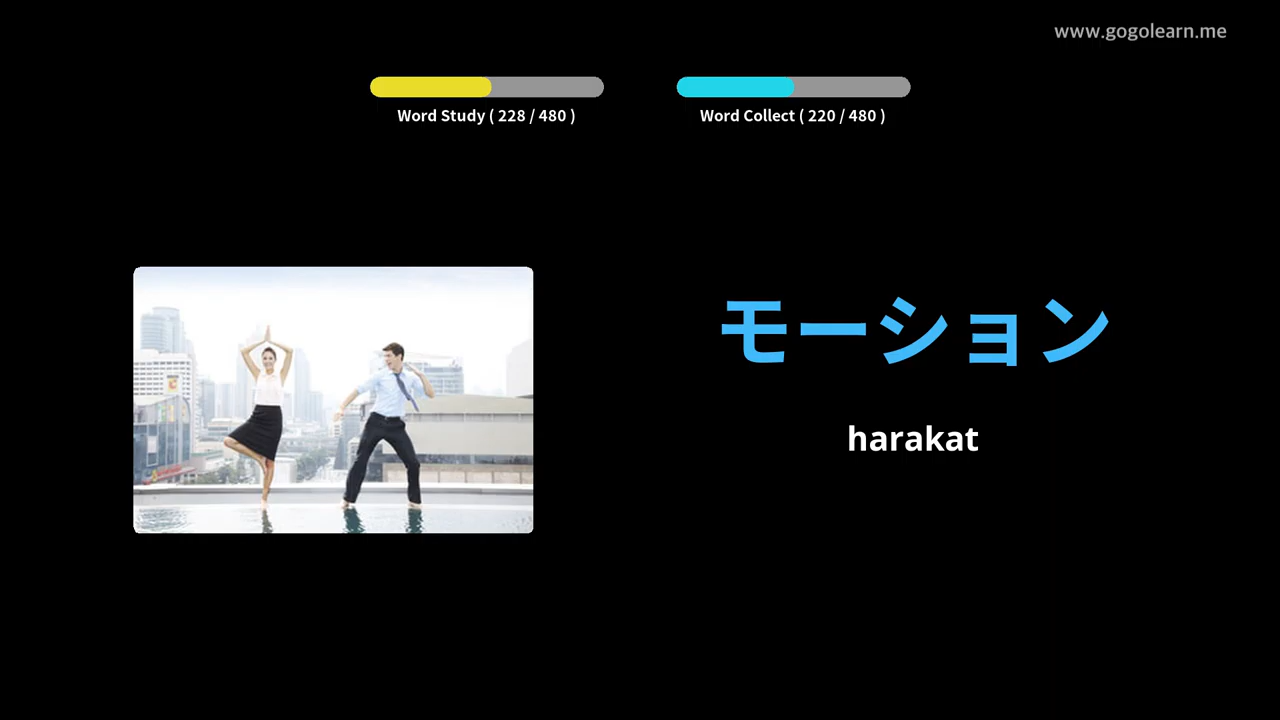 www.gogolearn.me
Word Study ( 228 / 480 )
Word Collect ( 220 / 480 )
モーション
harakat